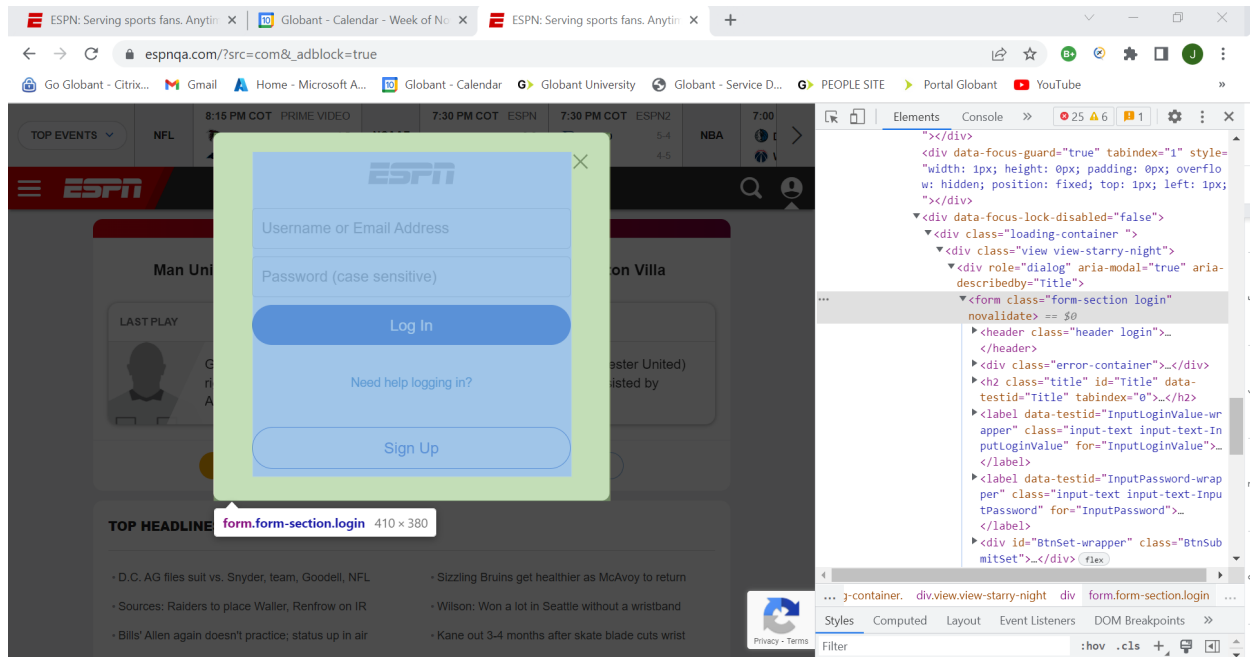 ESPN: Serving sports fans. Anytin
Globant - Calendar - Week of No
ESPN: Serving sports fans. Anytin
espnqa.com/?src=com&_adblock=true
J
Go Globant - Citrix...
Gmail
Home - Microsoft A...
Globant - Calendar
Globant University
Globant - Service D...
PEOPLE SITE
Portal Globant
YouTube
»
TOP EVENTS
NFL
8:15 PM COT PRIME VIDEO
7:30 PM COT ESPN
7:30 PM COT ESPN2
5-4
4-5
NBA
7:00
ESPN
Man Uni
ton Villa
LAST PLAY
ester United)
isted by
ESPN
Username or Email Address
Password (case sensitive)
Log In
Need help logging in?
Sign Up
form.form-section.login 410 × 380
TOP HEADLINE
· D.C. AG files suit vs. Snyder, team, Goodell, NFL
· Sizzling Bruins get healthier as McAvoy to return
· Sources: Raiders to place Waller, Renfrow on IR
· Wilson: Won a lot in Seattle without a wristband
· Bills' Allen again doesn't practice; status up in air
· Kane out 3-4 months after skate blade cuts wrist
Privacy - Terms
Elements Console » 25 6 1
"></div>
<div data-focus-guard="true" tabindex="1" style=
"width: 1px; height: 0px; padding: 0px; overflo
w: hidden; position: fixed; top: 1px; left: 1px;
"></div>
<div data-focus-lock-disabled="false">
<div class="loading-container ">
<div class="view view-starry-night">
<div role="dialog" aria-modal="true" aria-
describedby="Title">
<form class="form-section login"
novalidate> == $0
<header class="header login">…
</header>
<div class="error-container">…</div>
<h2 class="title" id="Title" data-
testid="Title" tabindex="0">…</h2>
<label data-testid="InputLoginValue-wr
apper" class="input-text input-text-In
putLoginValue" for="InputLoginValue">…
</label>
<label data-testid="InputPassword-wrap
per" class="input-text input-text-Inpu
tPassword" for="InputPassword">…
</label>
<div id="BtnSet-wrapper" class="BtnSub
mitSet">…</div> flex
... g-container. div.view.view-starry-night div form.form-section.login ...
Styles Computed Layout Event Listeners DOM Breakpoints »
Filter
:hov .cls +